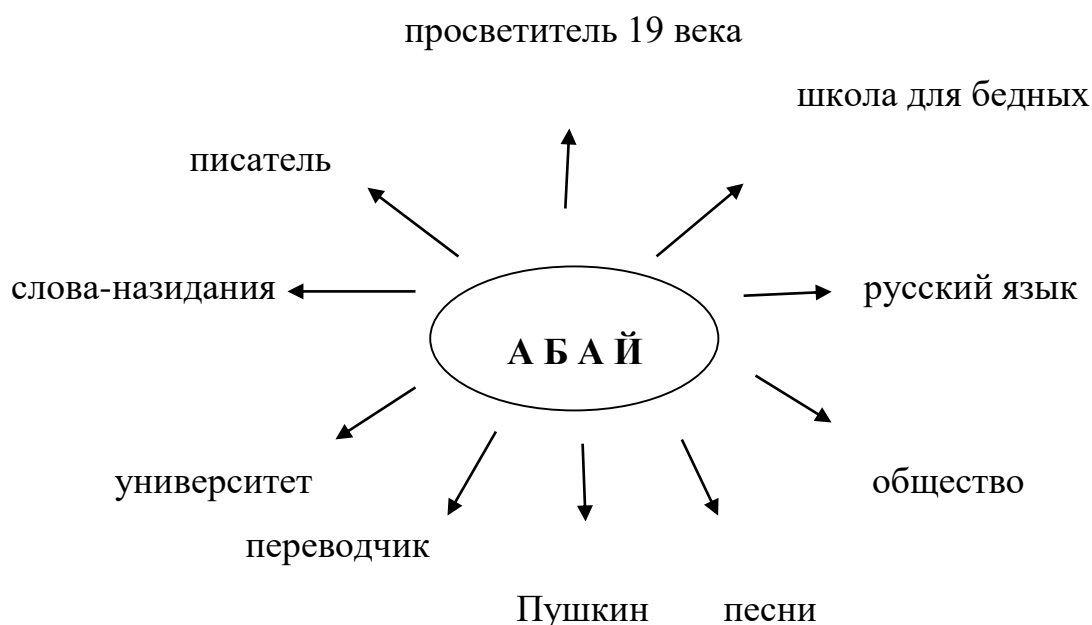 просветитель 19 века
школа для бедных
писатель
слова-назидания
русский язык
А Б А Й
университет
общество
переводчик
Пушкин
песни